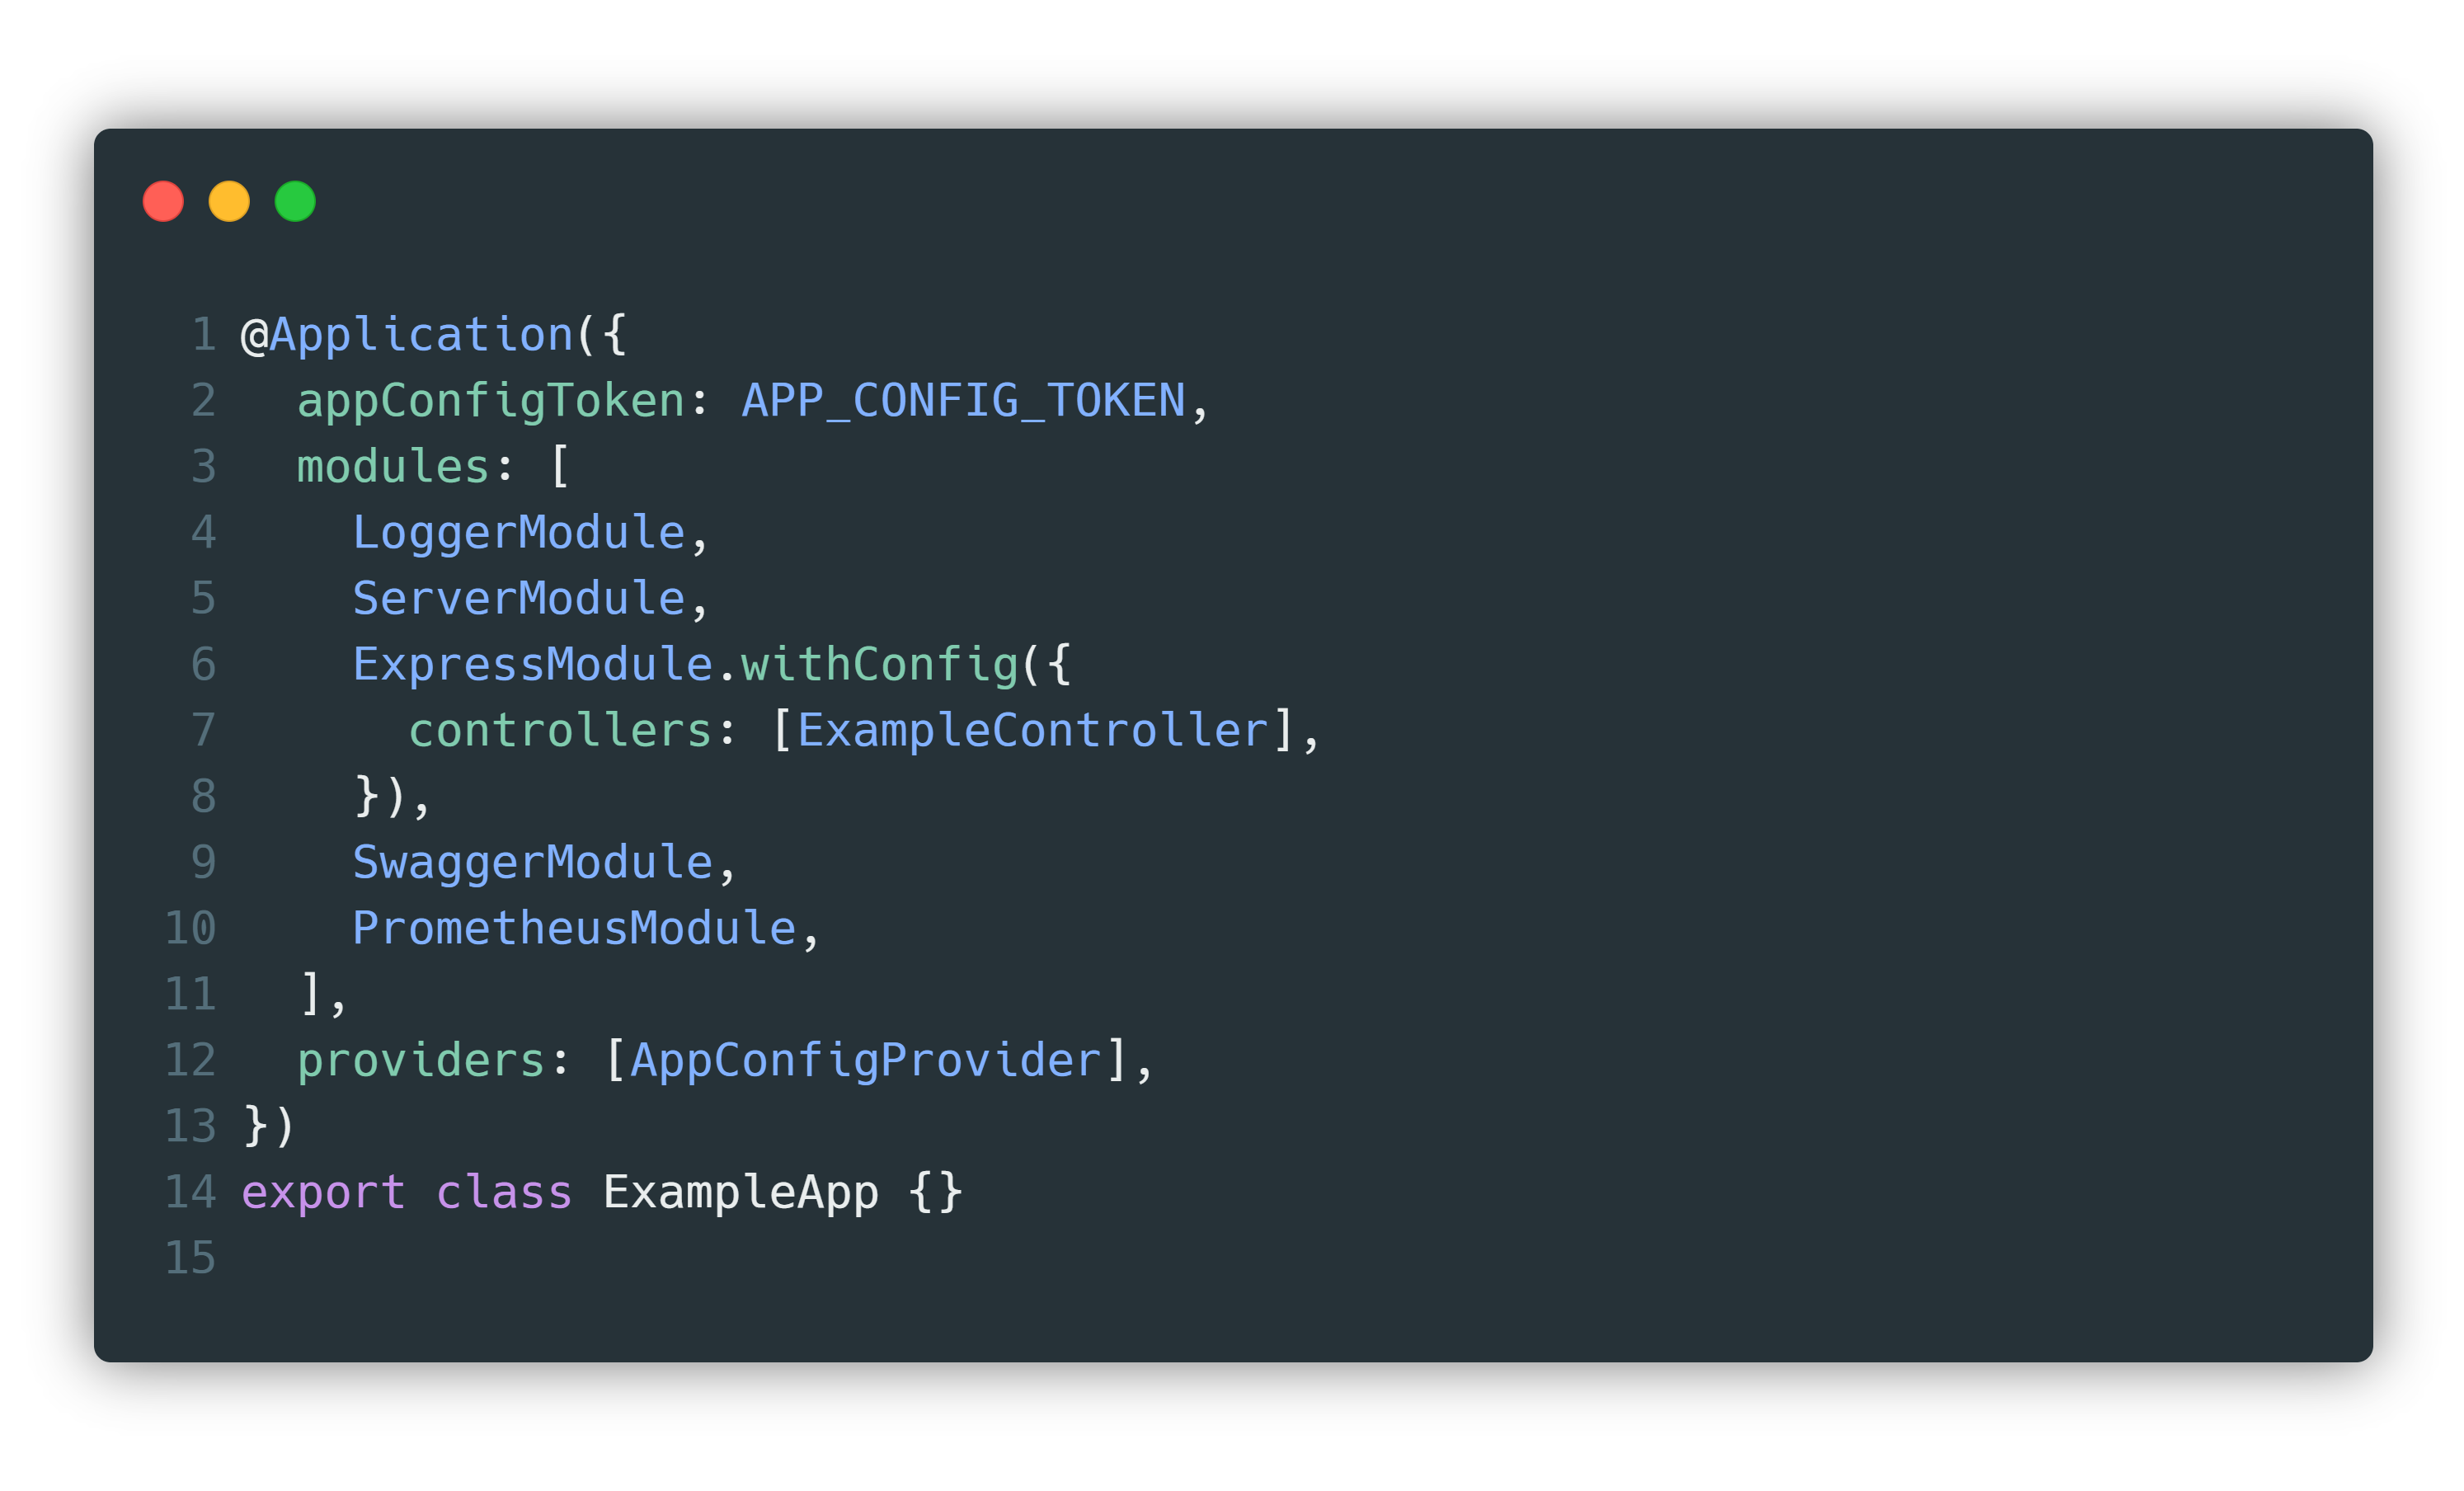 1 @Application({
2   appConfigToken: APP_CONFIG_TOKEN,
3   modules: [
4     LoggerModule,
5     ServerModule,
6     ExpressModule.withConfig({
7       controllers: [ExampleController],
8     }),
9     SwaggerModule,
10     PrometheusModule,
11   ],
12   providers: [AppConfigProvider],
13 })
14 export class ExampleApp {}
15